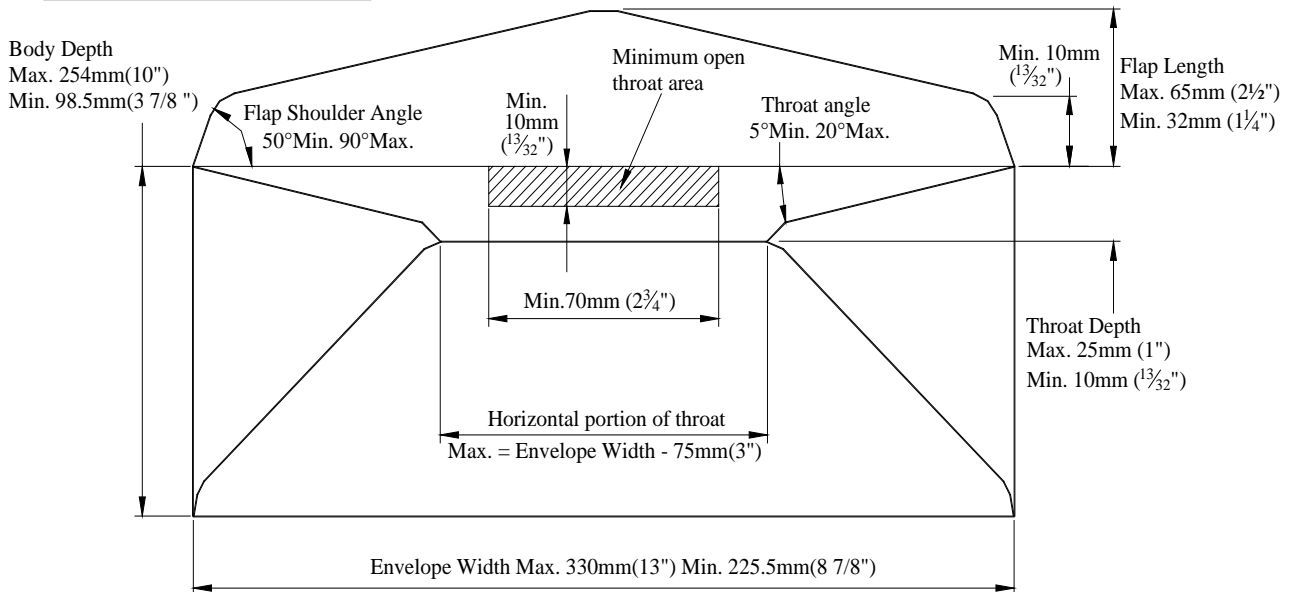 Body Depth
Max. 254mm(10")
Min. 98.5mm(3 7/8 ")
Flap Shoulder Angle
50°Min. 90°Max.
Min.
10mm
(13⁄32")
Minimum open
throat area
Throat angle
5°Min. 20°Max.
Min. 10mm
(13⁄32")
Flap Length
Max. 65mm (2½")
Min. 32mm (1¼")
Min.70mm (2¾")
Throat Depth
Max. 25mm (1")
Min. 10mm (13⁄32")
Horizontal portion of throat
Max. = Envelope Width - 75mm(3")
Envelope Width Max. 330mm(13") Min. 225.5mm(8 7/8")